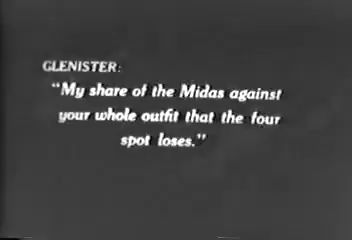 GLENISTER:
"My share of the Midas against
your whole outfit that the four
spot loses."